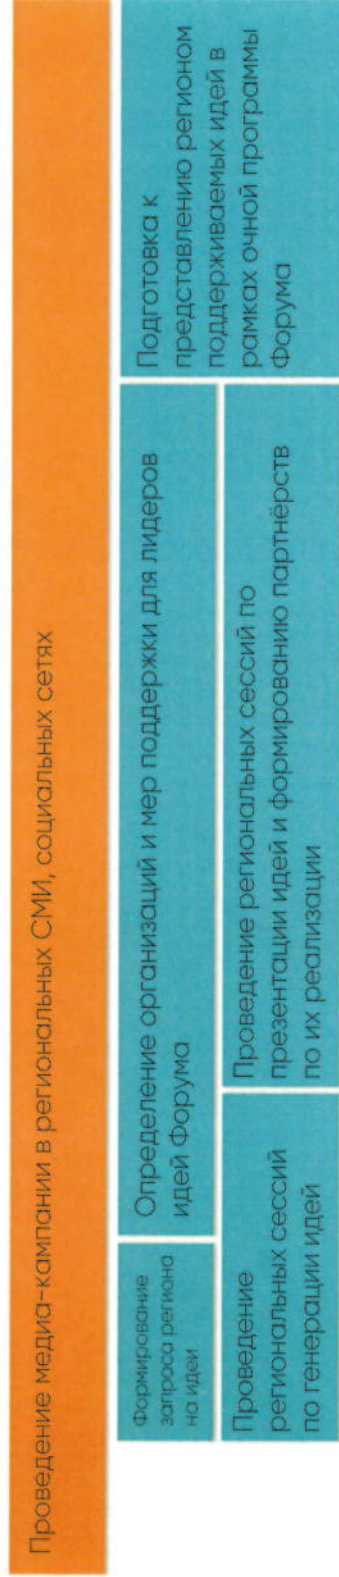 Проведение медиа-кампании в региональных СМИ, социальных сетях
Формирование
запроса региона
на идеи
Определение организаций и мер поддержки для лидеров
идей Форума
Подготовка к
представлению регионом
поддерживаемых идей в
рамках очной программы
Форума
Проведение
региональных сессий
по генерации идей
Проведение региональных сессий по
презентации идей и формированию партнёрств
по их реализации